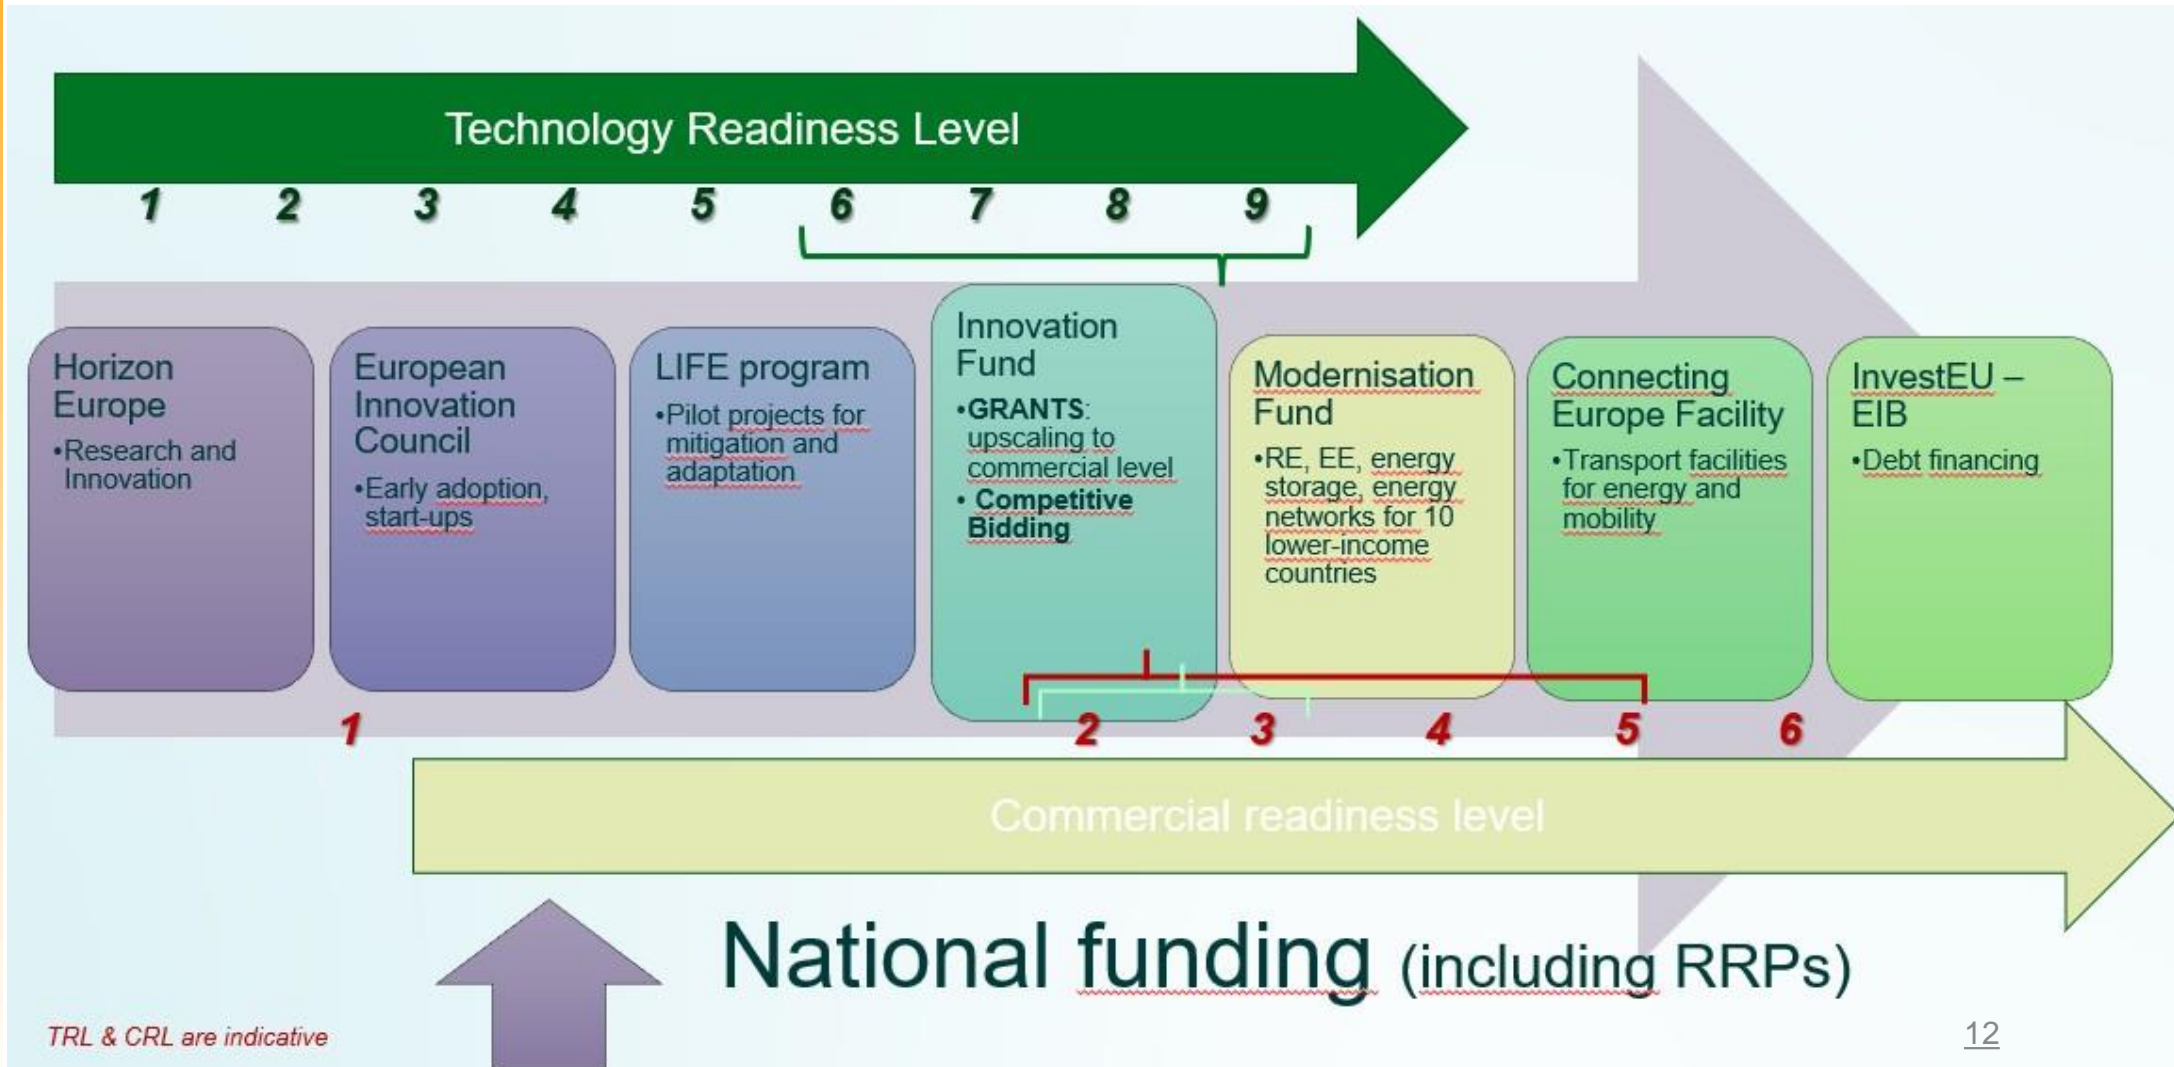 Technology Readiness Level
1 2 3 4 5 6 7 8 9
Horizon
Europe
•Research and
Innovation
European
Innovation
Council
•Early adoption,
start-ups
LIFE program
•Pilot projects for
mitigation and
adaptation
Innovation
Fund
•GRANTS:
upscaling to
commercial level
• Competitive
Bidding
Modernisation
Fund
•RE, EE, energy
storage, energy
networks for 10
lower-income
countries
Connecting
Europe Facility
•Transport facilities
for energy and
mobility
InvestEU –
EIB
•Debt financing
1 2 3 4 5 6
Commercial readiness level
National funding (including RRPs)
TRL & CRL are indicative
12